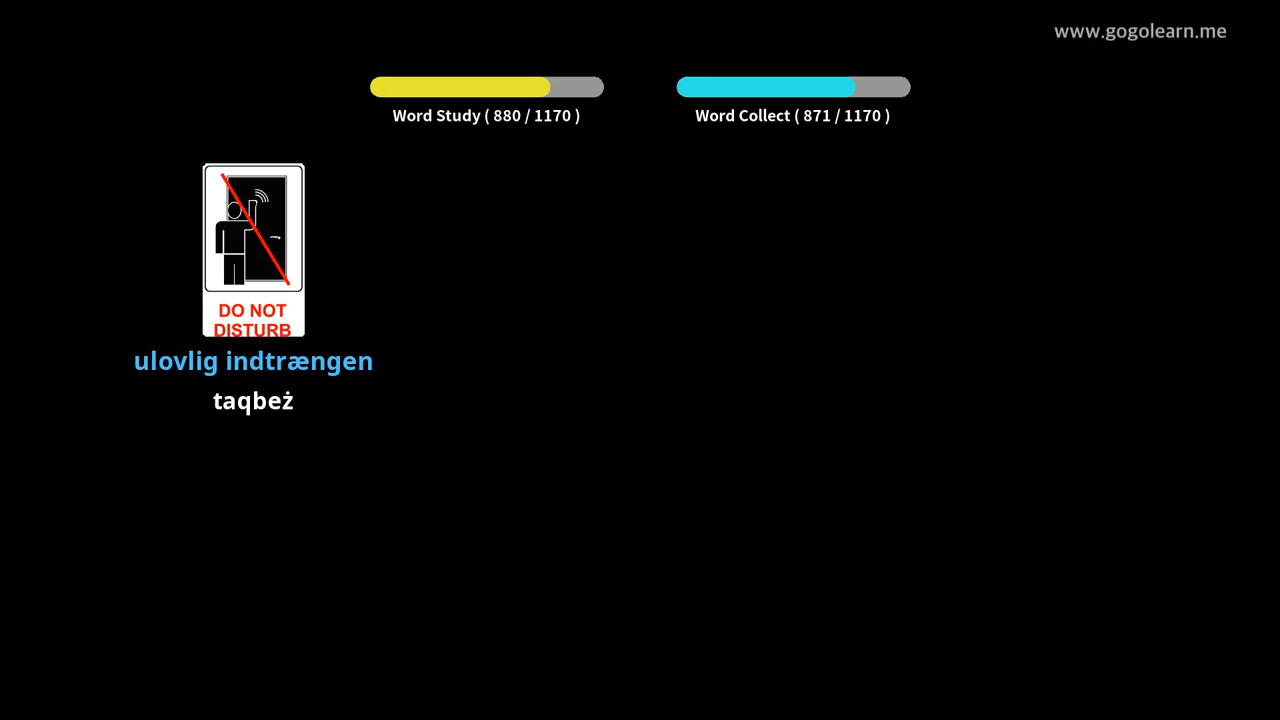 www.gogolearn.me
Word Study ( 880 / 1170 )
Word Collect ( 871 / 1170 )
DO NOT
DISTURB
ulovlig indtrængen
taqbeż